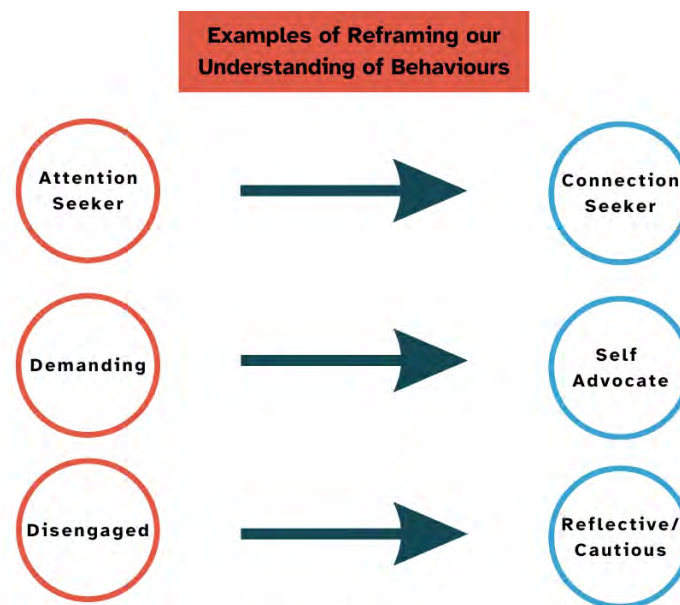 Examples of Reframing our
Understanding of Behaviours
Attention
Seeker
Connection
Seeker
Demanding
Self
Advocate
Disengaged
Reflective/
Cautious